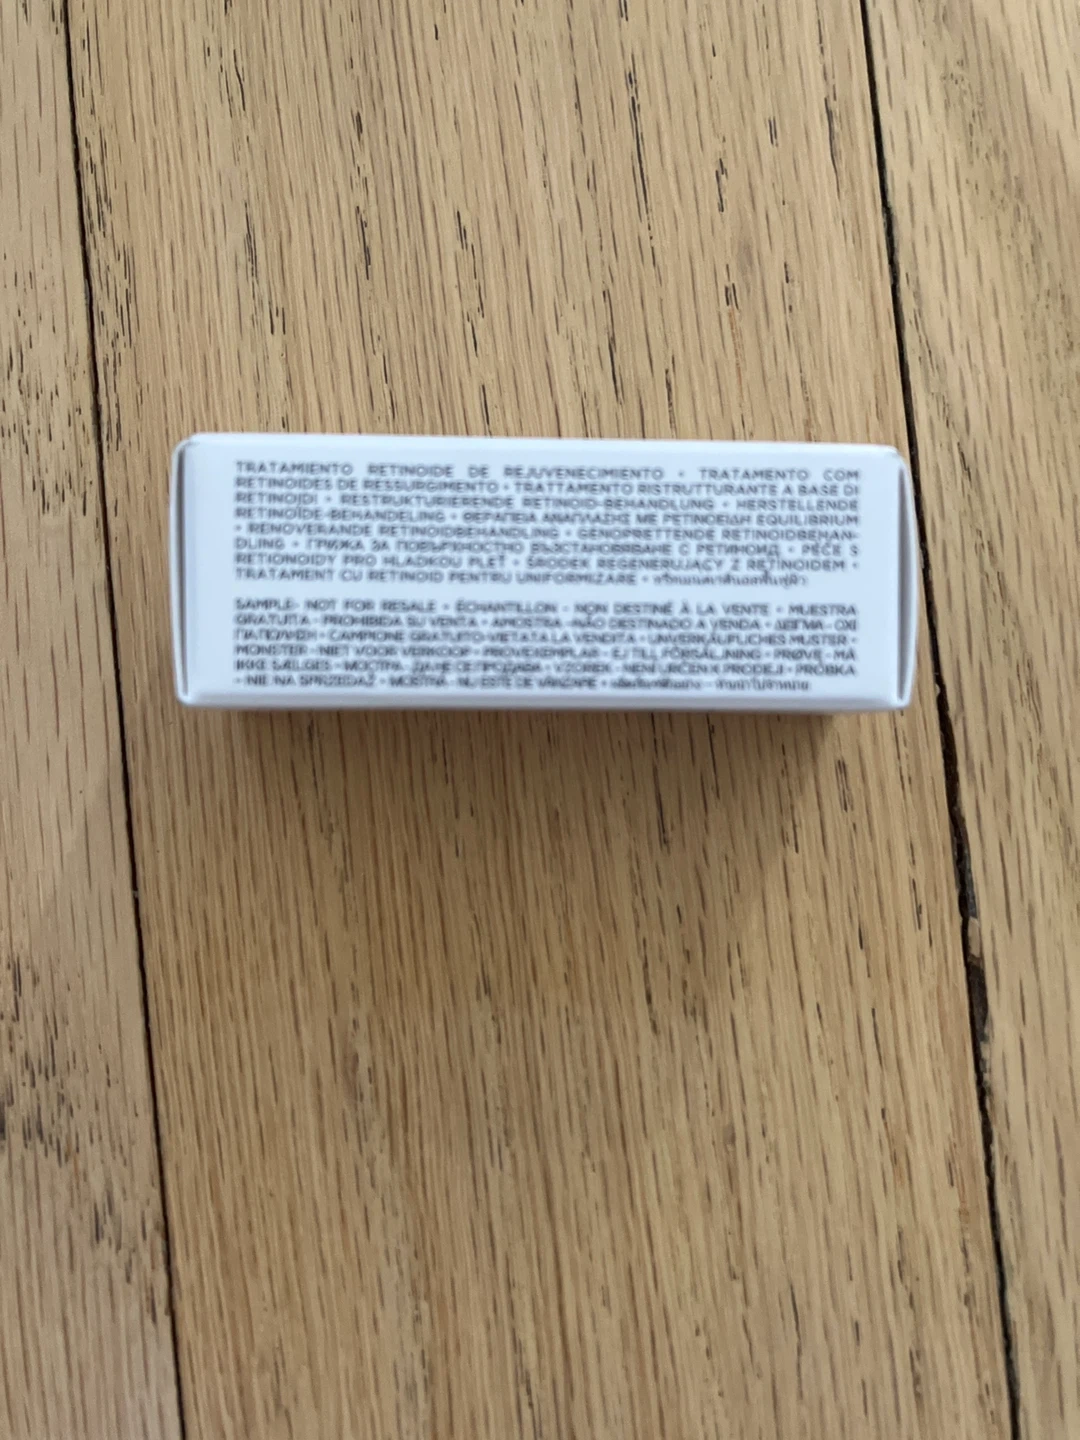 TRATAMIENTO RETINOIDE DE REJUVENECIMIENTO • TRATAMENTO COM
RETINOIDES DE RESSURGIMENTO • TRATTAMENTO RISTRUTTURANTE A BASE DI
RETINOIDI • RESTRUKTURIERENDE RETINOID-BEHANDLUNG • HERSTELLENDE
RETINOÏDE-BEHANDELING • ΘΕΡΑΠΕΙΑ ΑΝΑΠΛΑΣΗΣ ΜΕ ΡΕΤΙΝΟΕΙΔΗ EQUILIBRIUM
• RENOVERANDE RETINOIDBEHANDLING • GENOPRETTENDE RETINOIDBEHAN-
DLING • ГРИЖА ЗА ПОВЪРХНОСТНО ВЪЗСТАНОВЯВАНЕ С РЕТИНОИД • PÉČE S
RETIONOIDY PRO HLADKOU PLEŤ • ŚRODEK REGENERUJĄCY Z RETINOIDEM •
TRATAMENT CU RETINOID PENTRU UNIFORMIZARE •
SAMPLE- NOT FOR RESALE • ÉCHANTILLON - NON DESTINÉ À LA VENTE • MUESTRA
GRATUITA - PROHIBIDA SU VENTA • AMOSTRA -NÃO DESTINADO A VENDA • ΔΕΙΓΜΑ - ΟΧΙ
ΠΡΟΣ • CAMPIONE GRATUITO-VIETATA LA VENDITA • UNVERKÄUFLICHES MUSTER •
MONSTER - NIET VOOR VERKOOP • PROVEXEMPLAR - EJ TILL FÖRSÄLJNING • PRØVE - MÅ
IKKE SÆLGES • МОСТРА - ДА НЕ СЕ ПРОДАВА • VZOREK - NENÍ URČEN K PRODEJI • PRÓBKA
- NIE NA SPRZEDAŻ • MOSTRĂ - NU ESTE DE VÂNZARE •